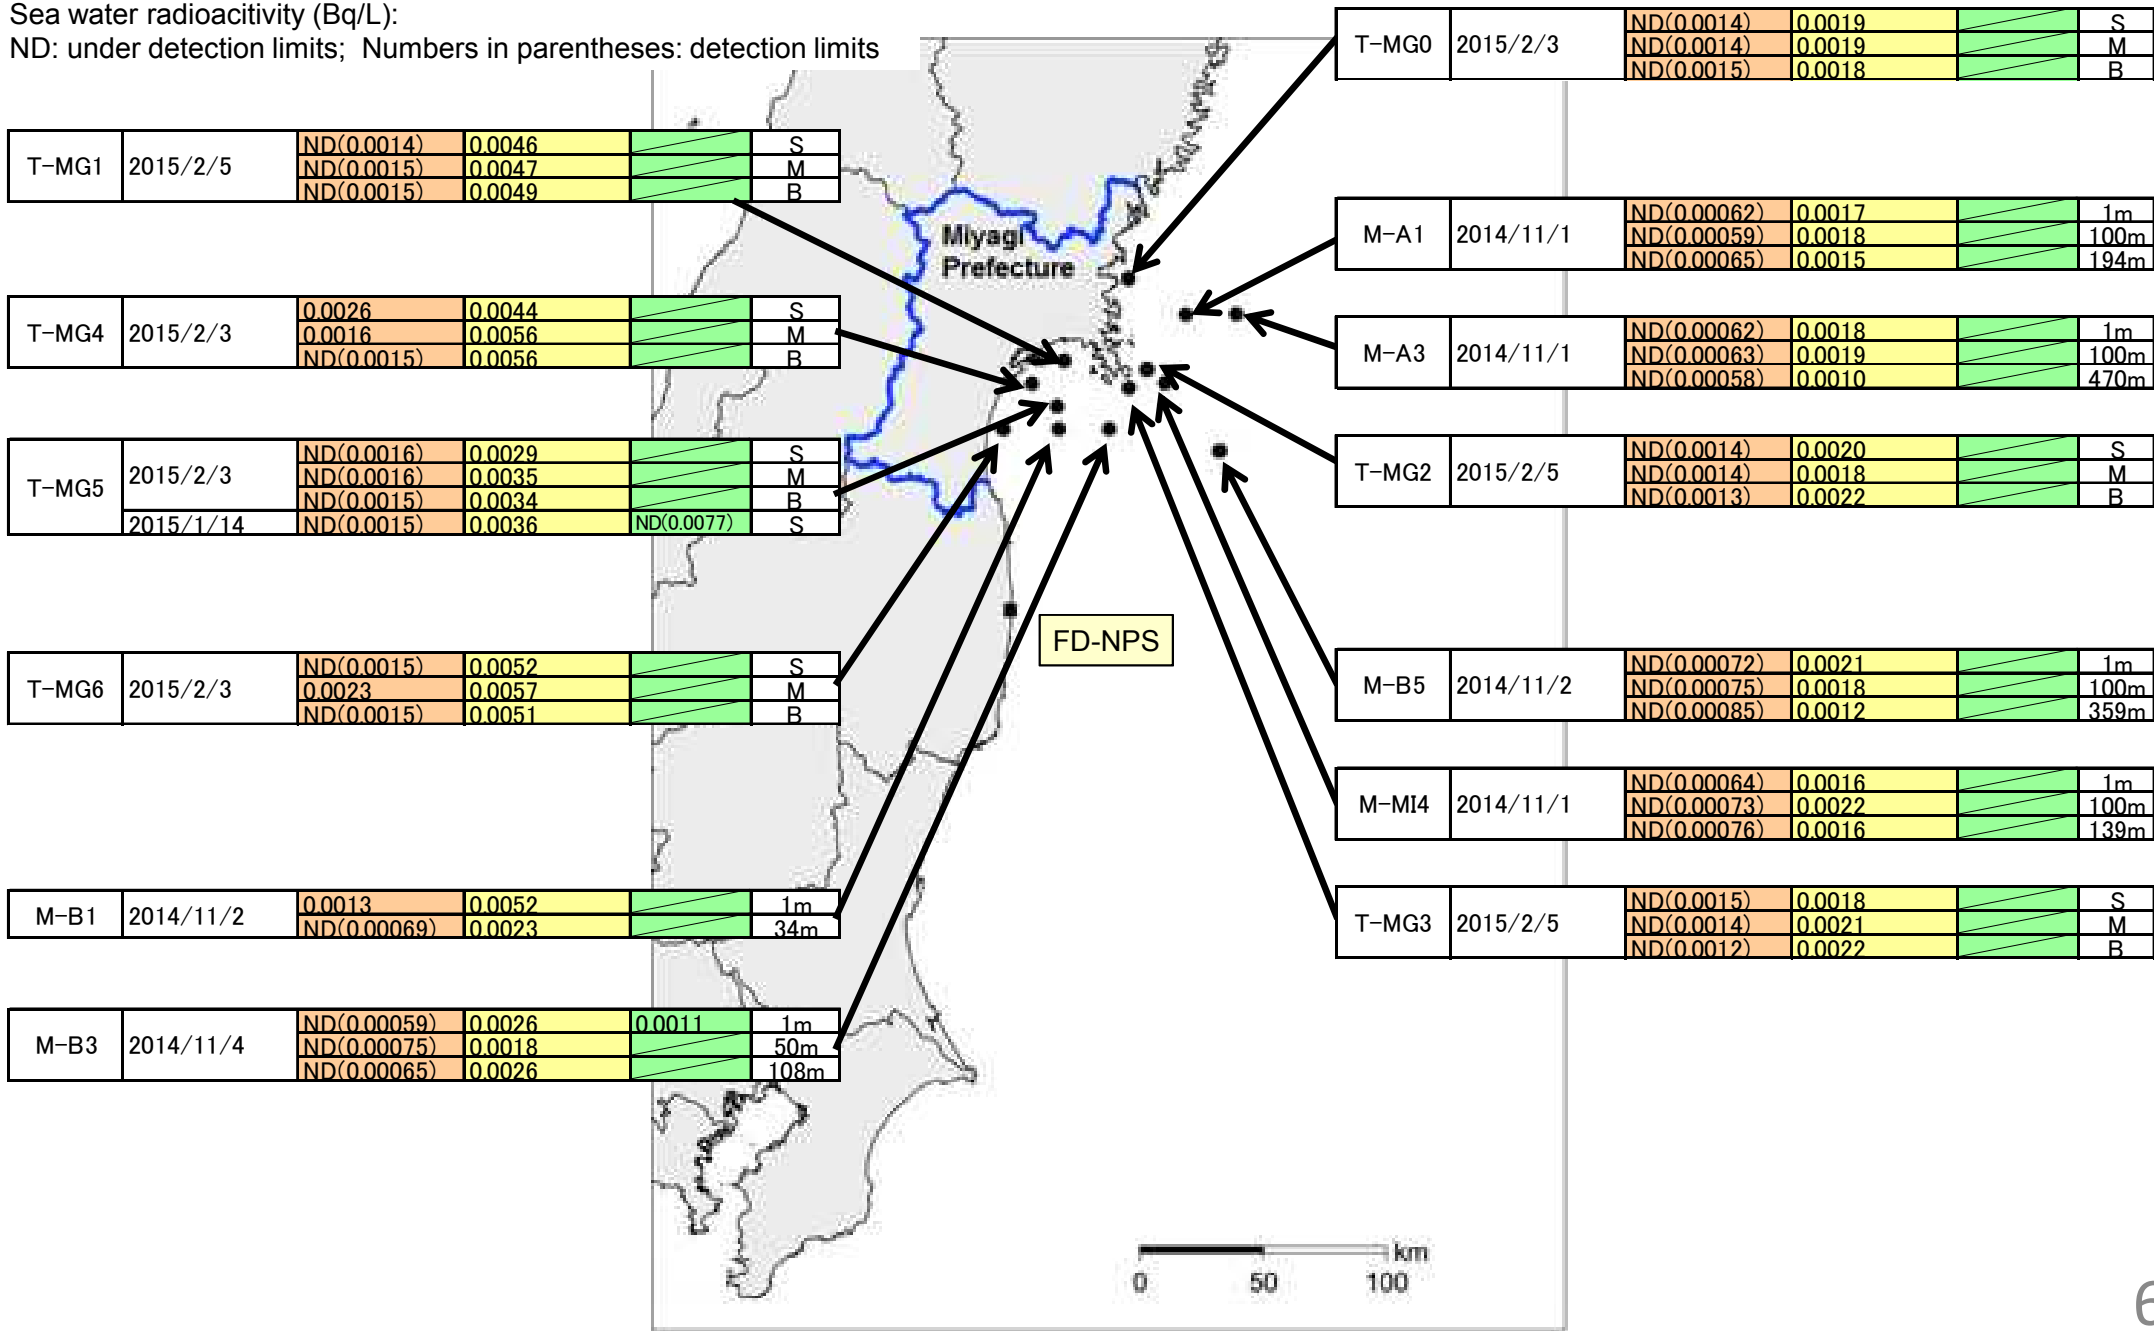 Sea water radioacitivity (Bq/L):
ND: under detection limits; Numbers in parentheses: detection limits
T-MG0 2015/2/3 ND(0.0014) 0.0019 S
ND(0.0014) 0.0019 M
ND(0.0015) 0.0018 B
T-MG1 2015/2/5 ND(0.0014) 0.0046 S
ND(0.0015) 0.0047 M
ND(0.0015) 0.0049 B
M-A1 2014/11/1 ND(0.00062) 0.0017 1m
ND(0.00059) 0.0018 100m
ND(0.00065) 0.0015 194m
Miyagi
Prefecture
T-MG4 2015/2/3 0.0026 0.0044 S
0.0016 0.0056 M
ND(0.0015) 0.0056 B
M-A3 2014/11/1 ND(0.00062) 0.0018 1m
ND(0.00063) 0.0019 100m
ND(0.00058) 0.0010 470m
T-MG5 2015/2/3 ND(0.0016) 0.0029 S
ND(0.0016) 0.0035 M
ND(0.0015) 0.0034 B
2015/1/14 ND(0.0015) 0.0036 ND(0.0077) S
T-MG2 2015/2/5 ND(0.0014) 0.0020 S
ND(0.0014) 0.0018 M
ND(0.0013) 0.0022 B
FD-NPS
T-MG6 2015/2/3 ND(0.0015) 0.0052 S
0.0023 0.0057 M
ND(0.0015) 0.0051 B
M-B5 2014/11/2 ND(0.00072) 0.0021 1m
ND(0.00075) 0.0018 100m
ND(0.00085) 0.0012 359m
M-MI4 2014/11/1 ND(0.00064) 0.0016 1m
ND(0.00073) 0.0022 100m
ND(0.00076) 0.0016 139m
M-B1 2014/11/2 0.0013 0.0052 1m
ND(0.00069) 0.0023 34m
T-MG3 2015/2/5 ND(0.0015) 0.0018 S
ND(0.0014) 0.0021 M
ND(0.0012) 0.0022 B
M-B3 2014/11/4 ND(0.00059) 0.0026 0.0011 1m
ND(0.00075) 0.0018 50m
ND(0.00065) 0.0026 108m
km
0 50 100
6